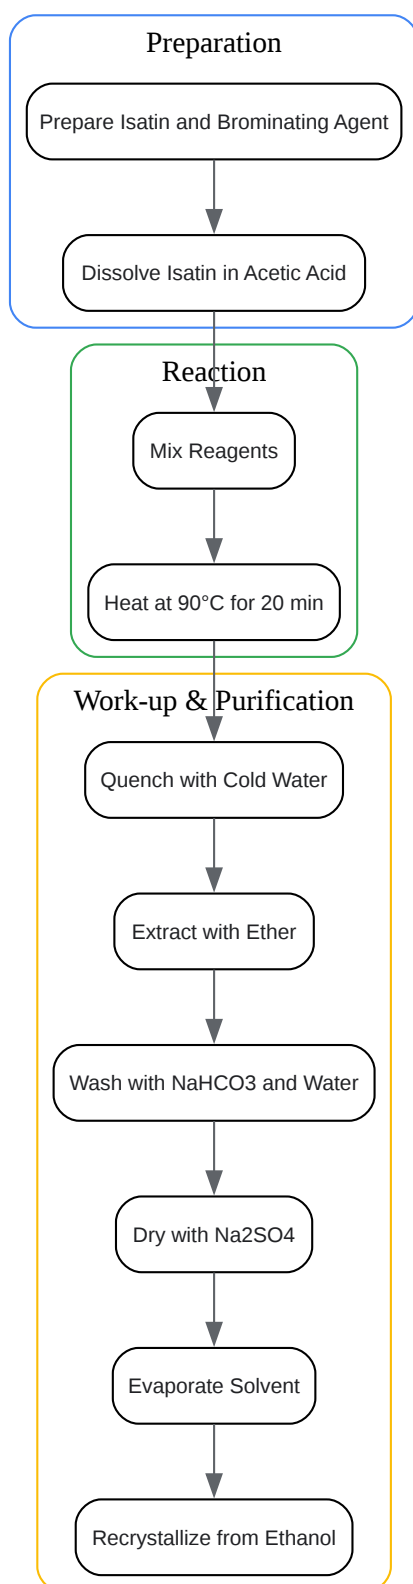 Preparation
Prepare Isatin and Brominating Agent
Dissolve Isatin in Acetic Acid
Reaction
Mix Reagents
Heat at 90°C for 20 min
Work-up & Purification
Quench with Cold Water
Extract with Ether
Wash with NaHCO3 and Water
Dry with Na2SO4
Evaporate Solvent
Recrystallize from Ethanol